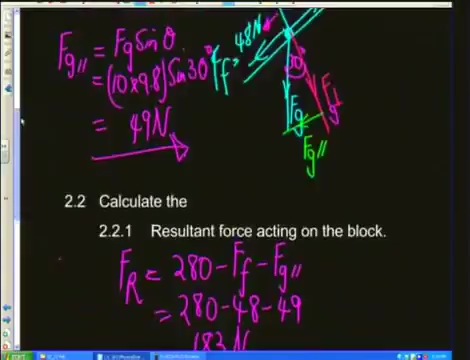 Fg// = Fg Sin θ
= (10 × 9.8) Sin 30°
= 49N
Ff = 48N
30°
Fg
Fg⊥
Fg//
2.2 Calculate the
2.2.1 Resultant force acting on the block.
FR = 280 - Ff - Fg//
= 280 - 48 - 49
183 N